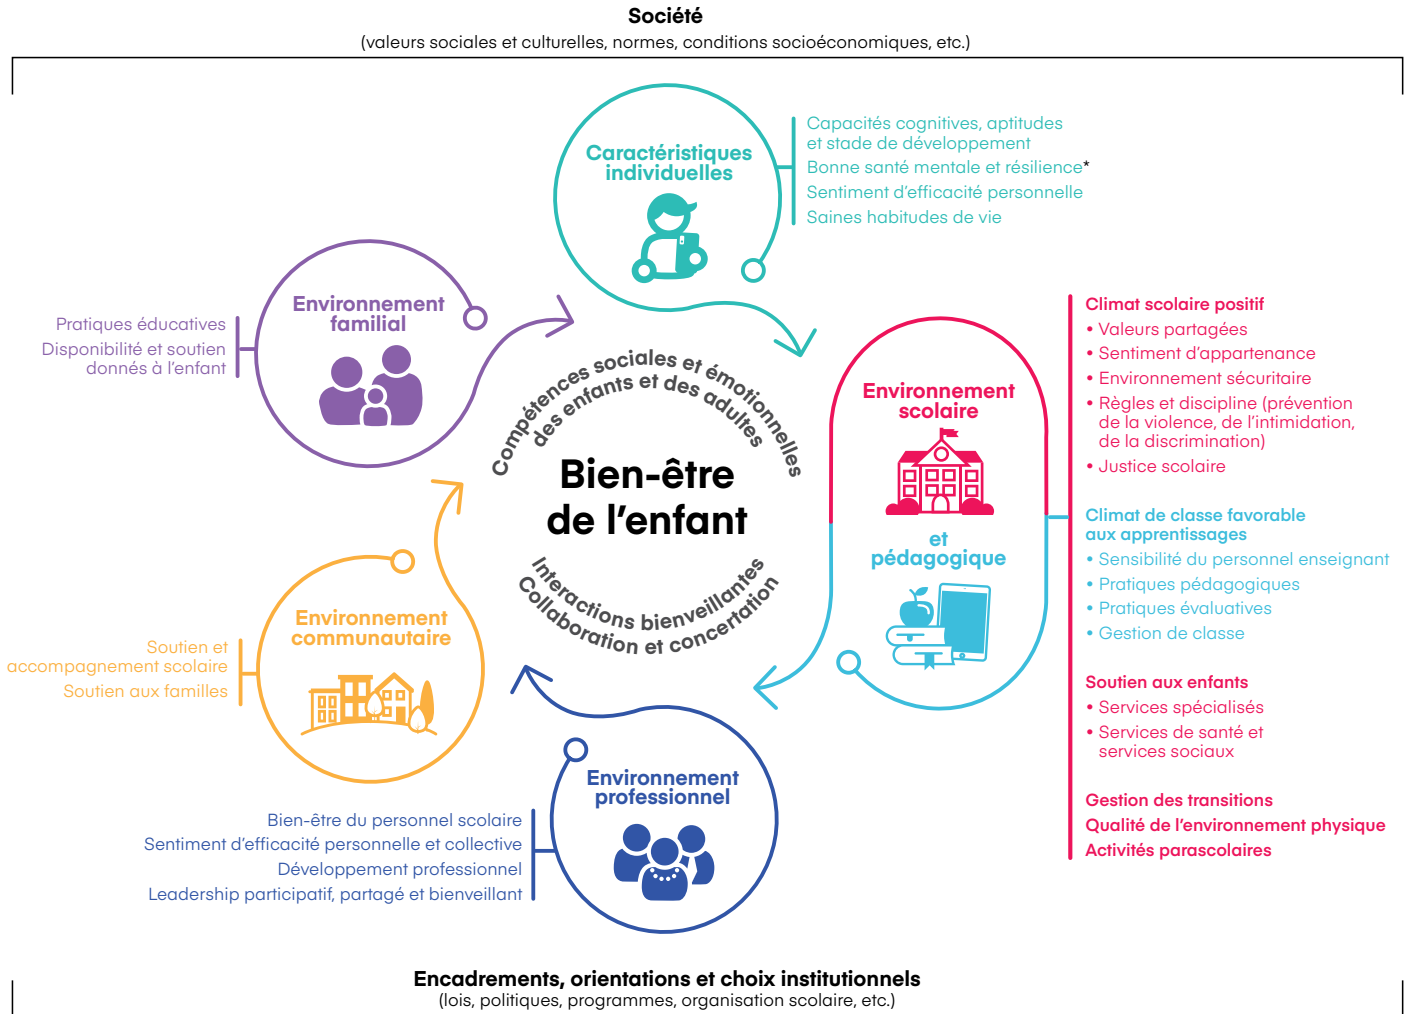 Société
(valeurs sociales et culturelles, normes, conditions socioéconomiques, etc.)
Caractéristiques
individuelles
Capacités cognitives, aptitudes
et stade de développement
Bonne santé mentale et résilience*
Sentiment d’efficacité personnelle
Saines habitudes de vie
Environnement
familial
Pratiques éducatives
Disponibilité et soutien
donnés à l’enfant
Compétences sociales et émotionnelles
des enfants et des adultes
Bien-être
de l’enfant
Interactions bienveillantes
Collaboration et concertation
Environnement
scolaire
et
pédagogique
Climat scolaire positif
• Valeurs partagées
• Sentiment d’appartenance
• Environnement sécuritaire
• Règles et discipline (prévention
de la violence, de l’intimidation,
de la discrimination)
• Justice scolaire
Climat de classe favorable
aux apprentissages
• Sensibilité du personnel enseignant
• Pratiques pédagogiques
• Pratiques évaluatives
• Gestion de classe
Soutien aux enfants
• Services spécialisés
• Services de santé et
services sociaux
Gestion des transitions
Qualité de l’environnement physique
Activités parascolaires
Environnement
communautaire
Soutien et
accompagnement scolaire
Soutien aux familles
Environnement
professionnel
Bien-être du personnel scolaire
Sentiment d’efficacité personnelle et collective
Développement professionnel
Leadership participatif, partagé et bienveillant
Encadrements, orientations et choix institutionnels
(lois, politiques, programmes, organisation scolaire, etc.)